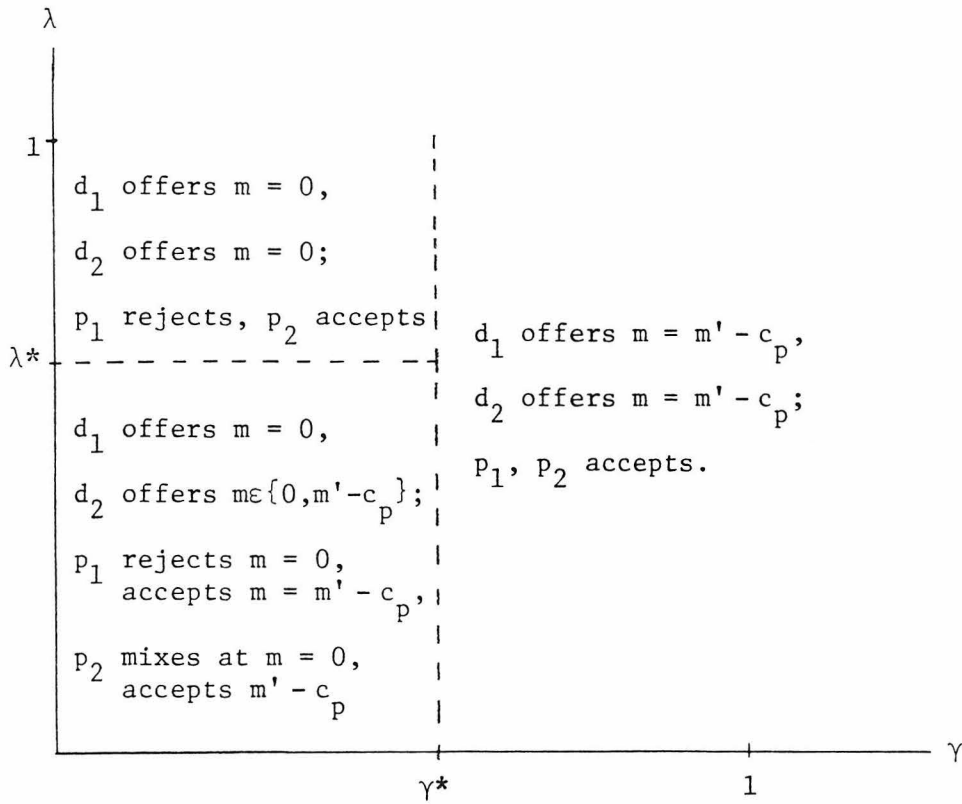 λ
1
d₁ offers m = 0,
d₂ offers m = 0;
p₁ rejects, p₂ accepts
λ*
d₁ offers m = 0,
d₂ offers mε{0,m'-cₚ};
p₁ rejects m = 0,
accepts m = m'-cₚ,
p₂ mixes at m = 0,
accepts m'-cₚ
d₁ offers m = m'-cₚ,
d₂ offers m = m'-cₚ;
p₁, p₂ accepts.
γ*
1
γ